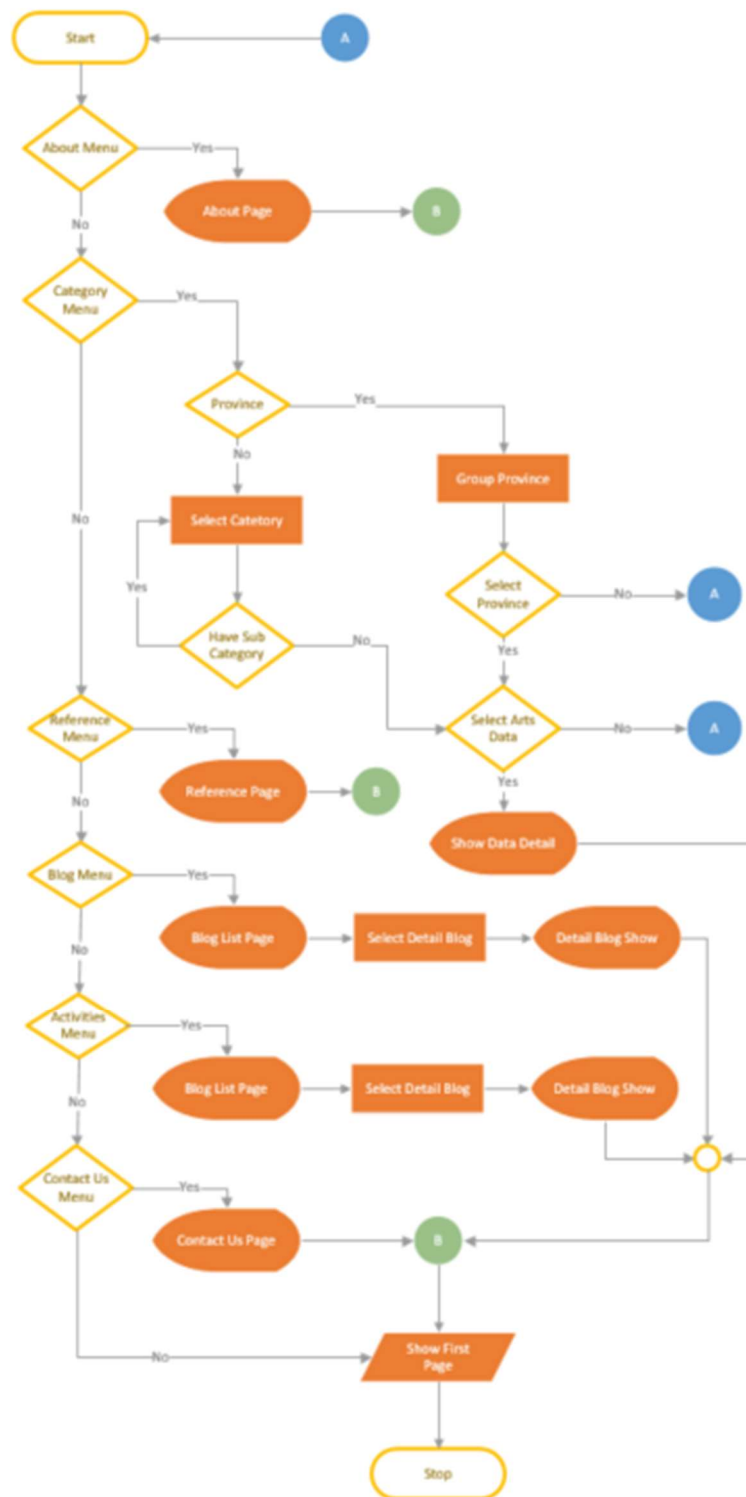 Start
A
About Menu
Yes
About Page
B
No
Category
Menu
Yes
Province
Yes
No
Group Province
No
Select Catetory
Select
Province
No
A
Yes
Have Sub
Category
No
Yes
Select Arts
Data
No
A
Reference
Menu
Yes
Yes
Reference Page
B
No
Show Data Detail
Blog Menu
Yes
Blog List Page
Select Detail Blog
Detail Blog Show
No
Activities
Menu
Yes
Blog List Page
Select Detail Blog
Detail Blog Show
No
Contact Us
Menu
Yes
Contact Us Page
B
No
Show First
Page
Stop